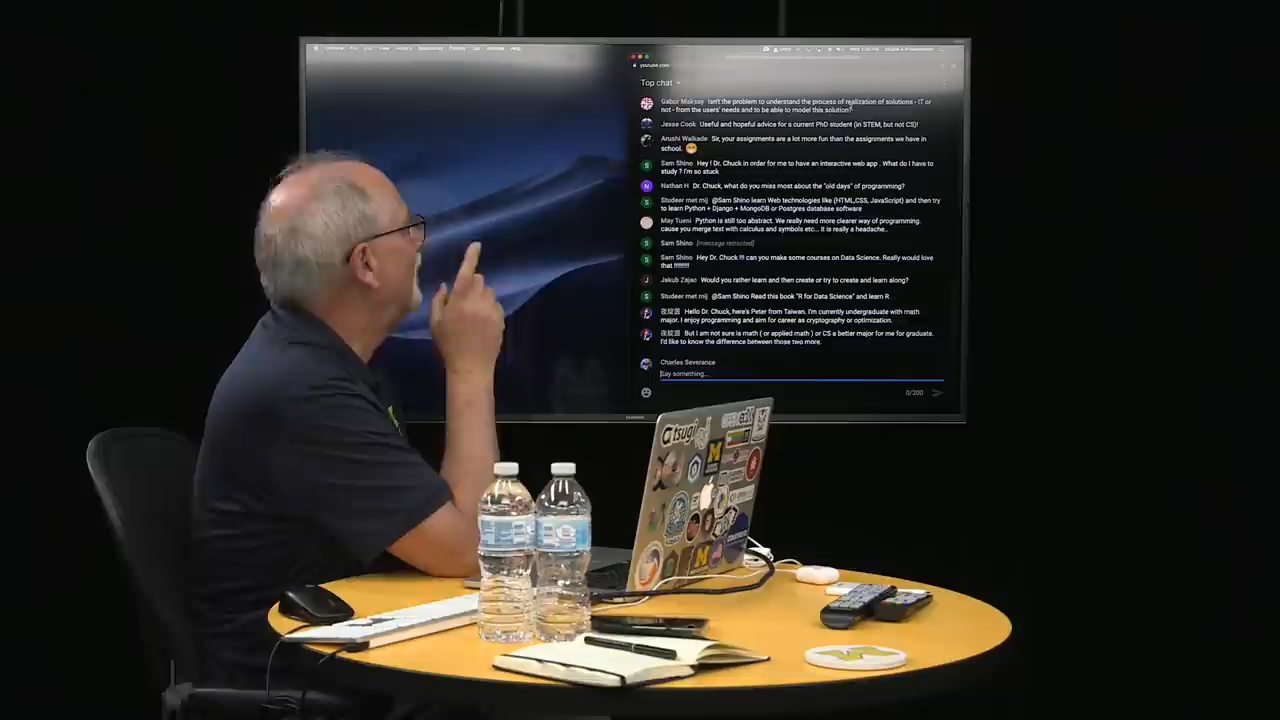 youtube.com
Top chat
Gabor Maksay Isn't the problem to understand the process of realization of solutions - IT or
not - from the users' needs and to be able to model this solution?
Jesse Cook Useful and hopeful advice for a current PhD student (in STEM, but not CS)!
Arushi Walkade Sir, your assignments are a lot more fun than the assignments we have in
school.
Sam Shino Hey ! Dr. Chuck in order for me to have an interactive web app . What do I have to
study ? I'm so stuck
Nathan H Dr. Chuck, what do you miss most about the "old days" of programming?
Studeer met mij @Sam Shino learn Web technologies like (HTML,CSS, JavaScript) and then try
to learn Python + Django + MongoDB or Postgres database software
May Tueni Python is still too abstract. We really need more clearer way of programming.
cause you merge text with calculus and symbols etc... it is really a headache..
Sam Shino [message retracted]
Sam Shino Hey Dr. Chuck !!! can you make some courses on Data Science. Really would love
that !!!!!!!!!
Jakub Zajac Would you rather learn and then create or try to create and learn along?
Studeer met mij @Sam Shino Read this book "R for Data Science" and learn R
Hello Dr. Chuck, here's Peter from Taiwan. I'm currently undergraduate with math
major. I enjoy programming and aim for career as cryptography or optimization.
But I am not sure is math ( or applied math ) or CS a better major for me for graduate.
I'd like to know the difference between those two more.
Charles Severance
Say something...
0/200
tsugi
M
M